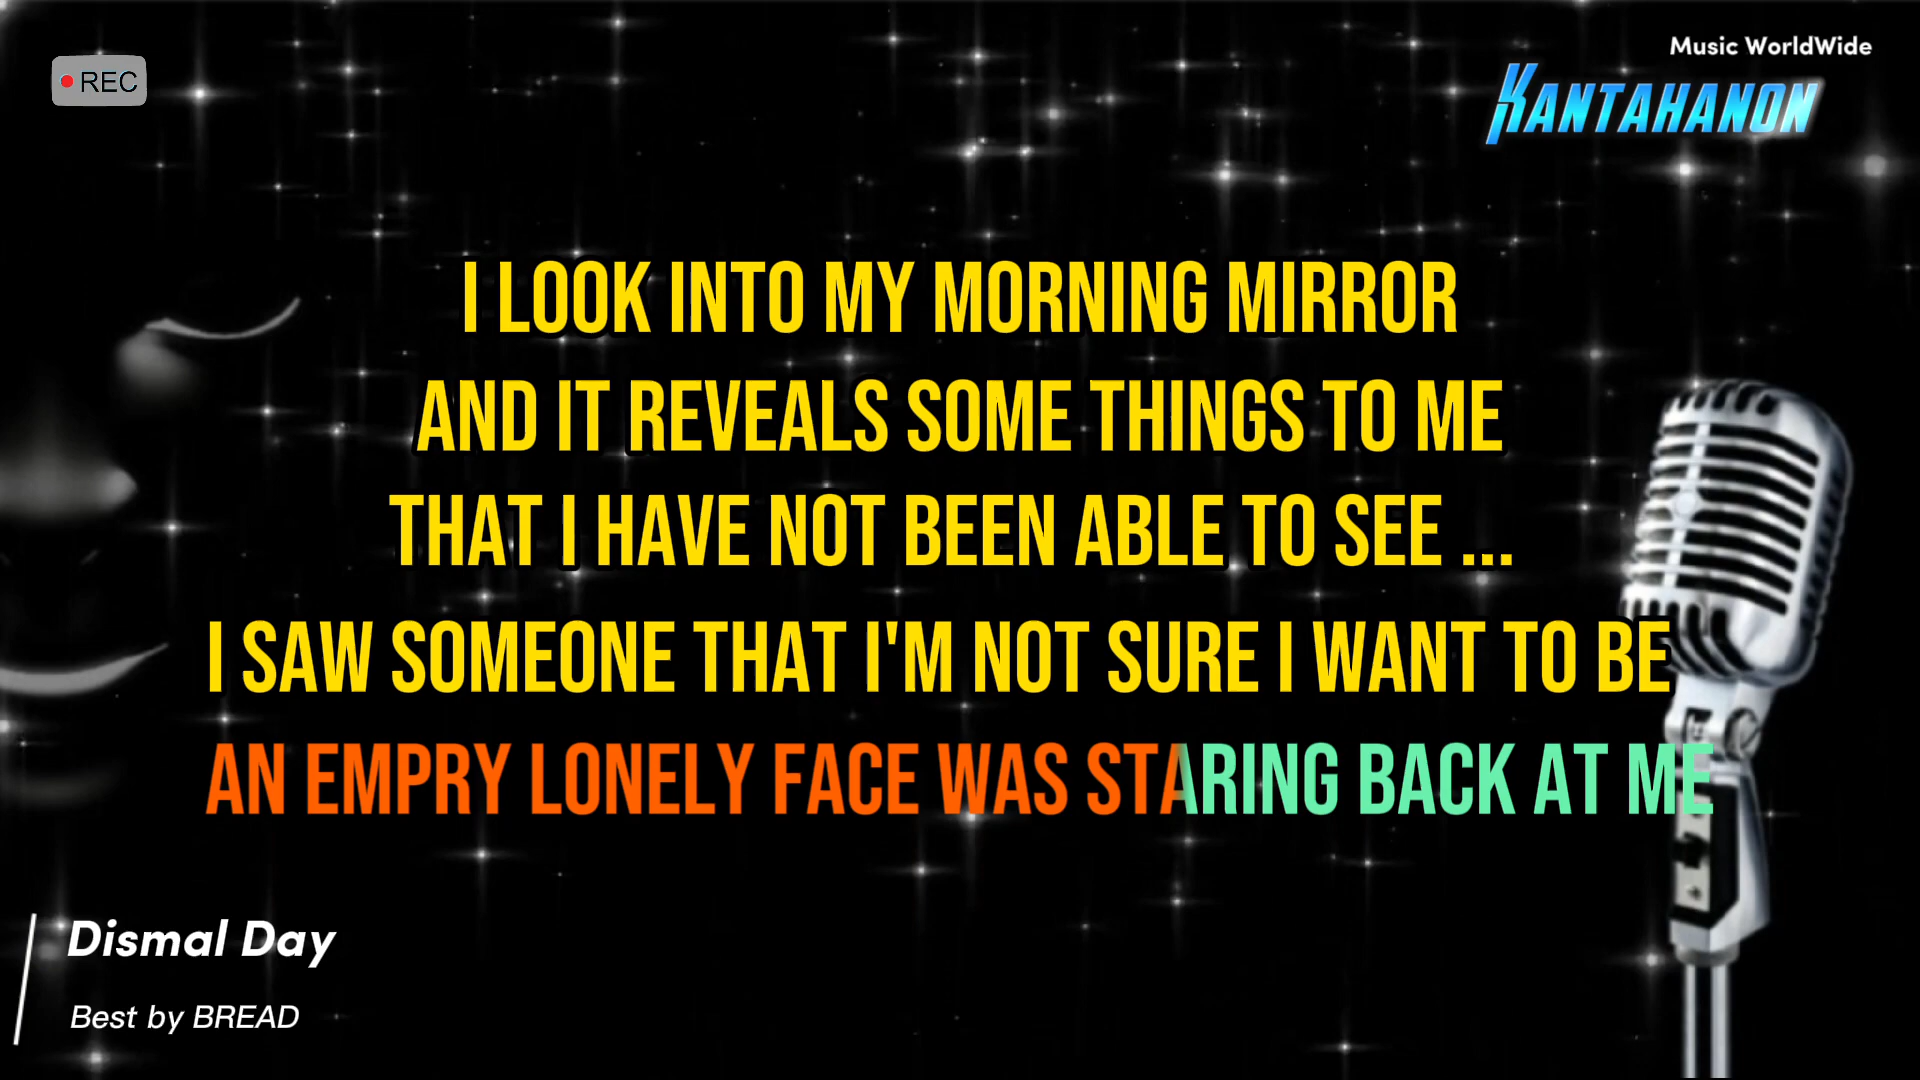 Music WorldWide
REC
KANTAHANON
I LOOK INTO MY MORNING MIRROR
AND IT REVEALS SOME THINGS TO ME
THAT I HAVE NOT BEEN ABLE TO SEE ...
I SAW SOMEONE THAT I'M NOT SURE I WANT TO BE
AN EMPRY LONELY FACE WAS STARING BACK AT ME
Dismal Day
Best by BREAD